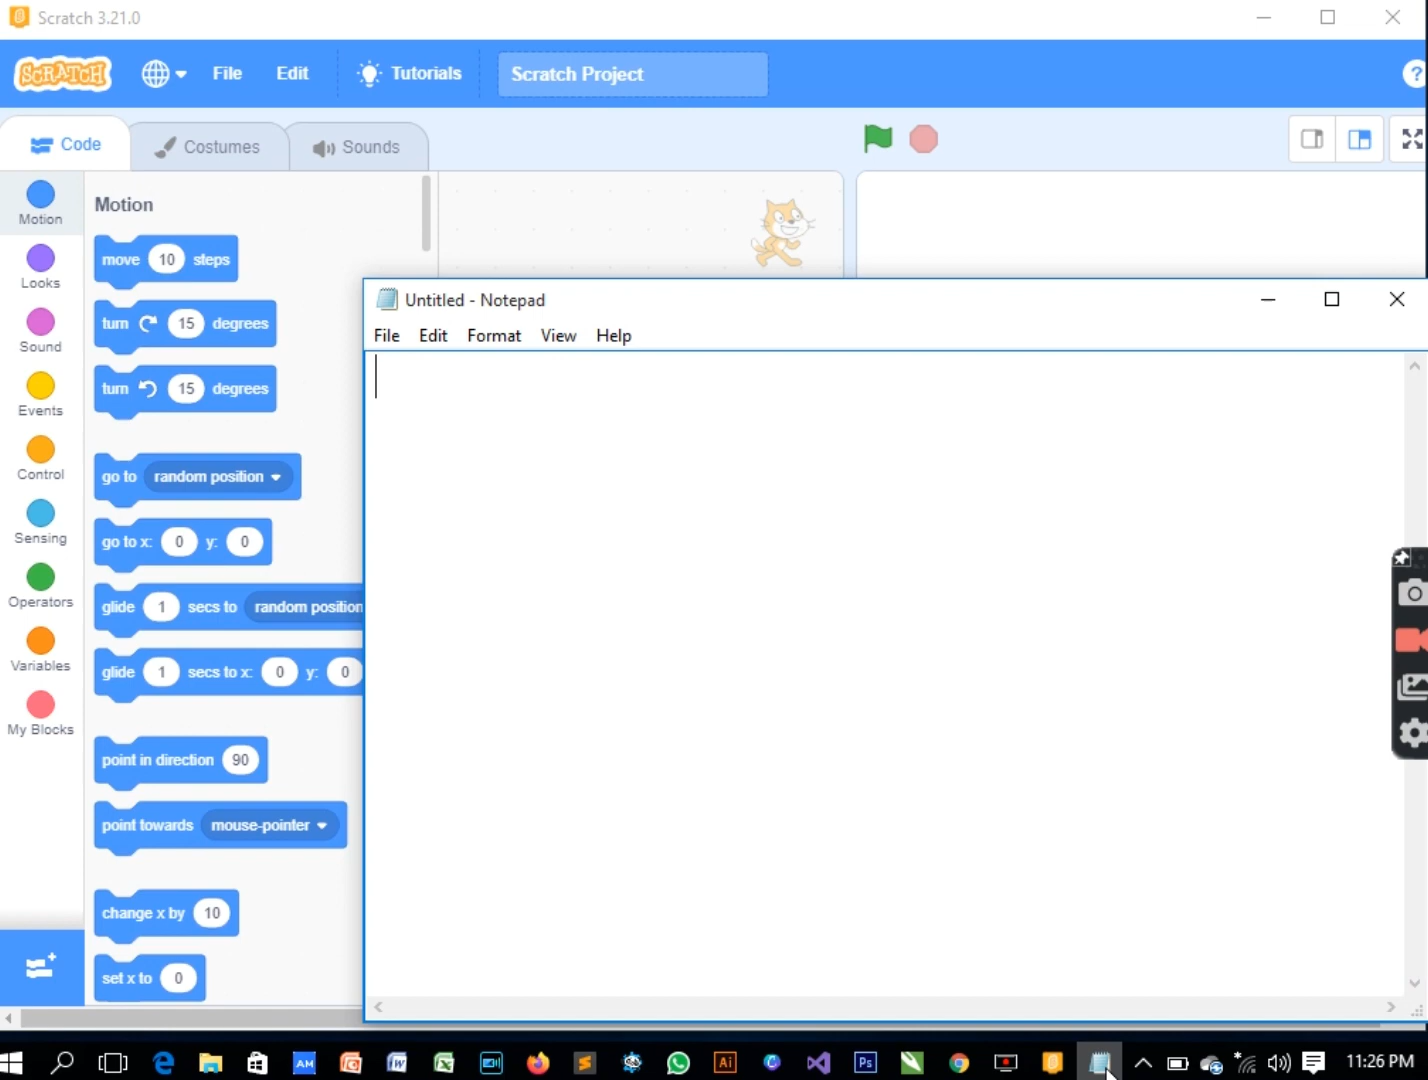 Scratch 3.21.0
SCRATCH
File
Edit
Tutorials
Scratch Project
?
Code
Costumes
Sounds
Motion
Looks
Sound
Events
Control
Sensing
Operators
Variables
My Blocks
Motion
move 10 steps
turn 15 degrees
turn 15 degrees
go to random position
go to x: 0 y: 0
glide 1 secs to random position
glide 1 secs to x: 0 y: 0
point in direction 90
point towards mouse-pointer
change x by 10
set x to 0
Untitled - Notepad
File Edit Format View Help
AM
Ai
Ps
11:26 PM